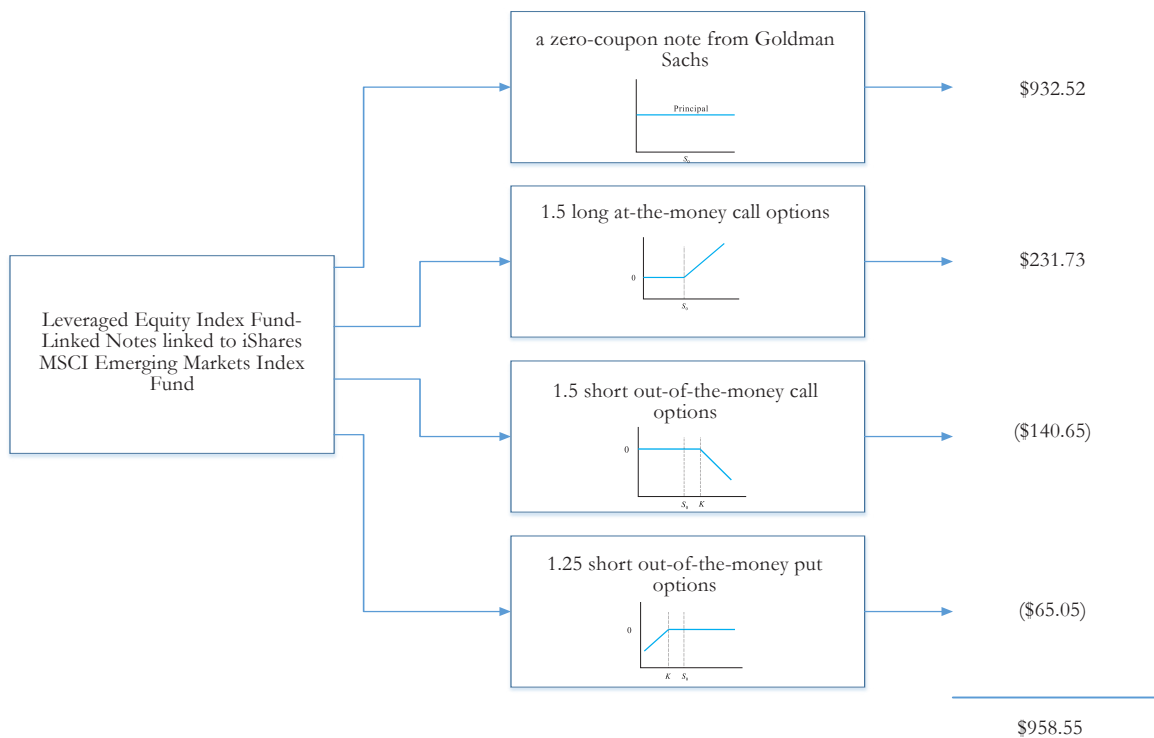 a zero-coupon note from Goldman
Sachs
Principal
S₀
$932.52
1.5 long at-the-money call options
0
S₀
$231.73
Leveraged Equity Index Fund-
Linked Notes linked to iShares
MSCI Emerging Markets Index
Fund
1.5 short out-of-the-money call
options
0
S₀ K
($140.65)
1.25 short out-of-the-money put
options
0
K S₀
($65.05)
$958.55